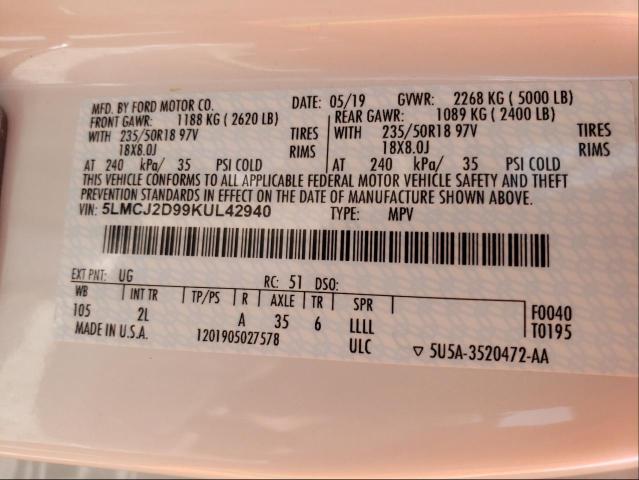 MFD. BY FORD MOTOR CO. DATE: 05/19 GVWR: 2268 KG ( 5000 LB)
FRONT GAWR: 1188 KG ( 2620 LB) REAR GAWR: 1089 KG ( 2400 LB)
WITH 235/50R18 97V TIRES WITH 235/50R18 97V TIRES
18X8.0J RIMS 18X8.0J RIMS
AT 240 kPa/ 35 PSI COLD AT 240 kPa/ 35 PSI COLD
THIS VEHICLE CONFORMS TO ALL APPLICABLE FEDERAL MOTOR VEHICLE SAFETY AND THEFT
PREVENTION STANDARDS IN EFFECT ON THE DATE OF MANUFACTURE SHOWN ABOVE.
VIN: 5LMCJ2D99KUL42940 TYPE: MPV
EXT PNT: UG RC: 51 DSO:
WB INT TR TP/PS R AXLE TR SPR F0040
105 2L A 35 6 LLLL T0195
MADE IN U.S.A. 1201905027578 ULC ▽ 5U5A-3520472-AA